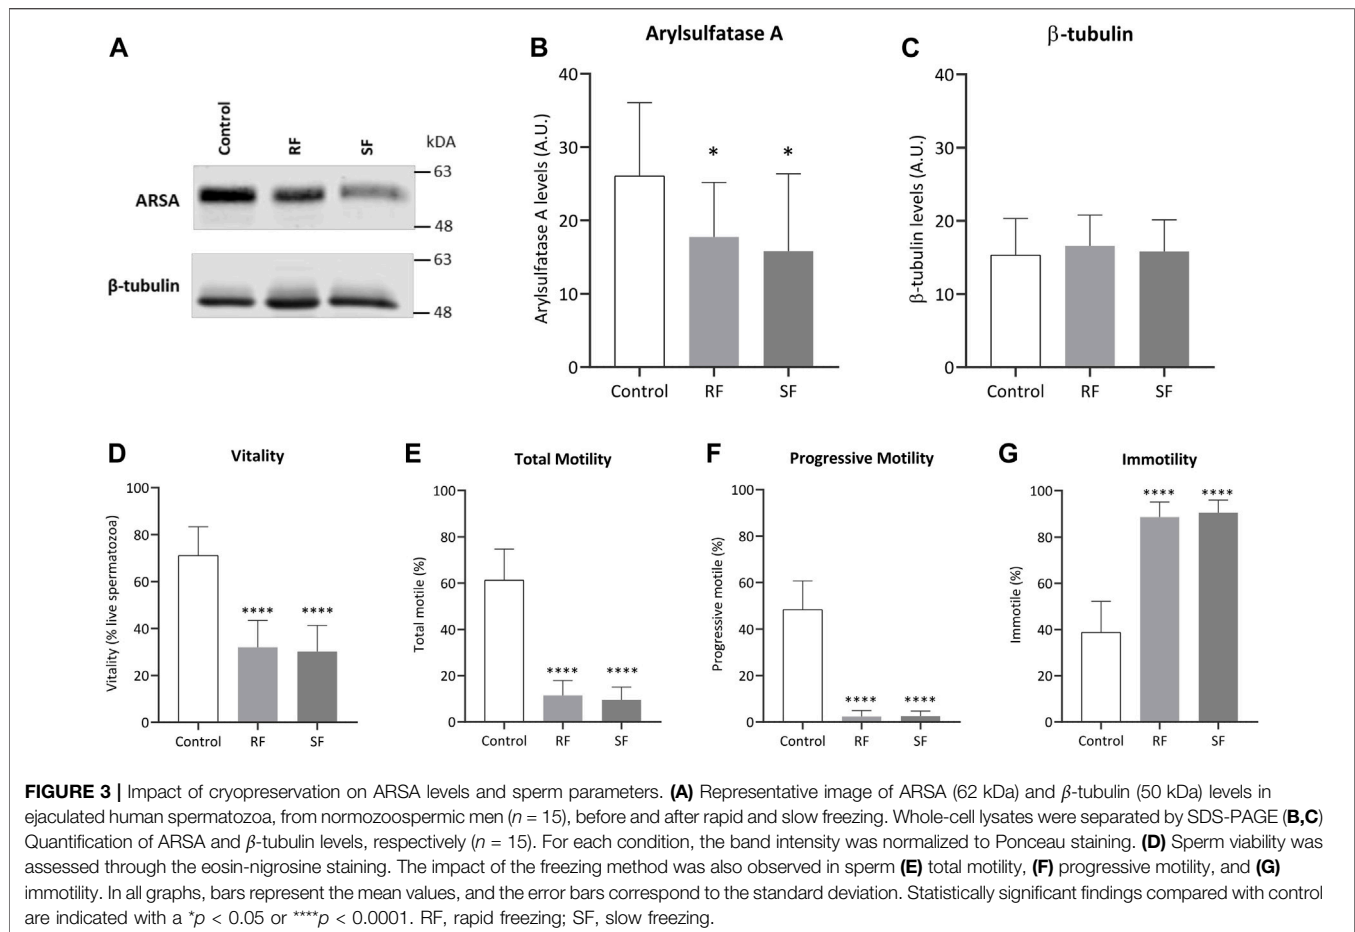 A
Control
RF
SF
kDA
63
ARSA
48
63
β-tubulin
48
B
Arylsulfatase A
Arylsulfatase A levels (A.U.)
40
30
20
10
0
*
*
Control
RF
SF
C
β-tubulin
β-tubulin levels (A.U.)
40
30
20
10
0
Control
RF
SF
D
Vitality
Vitality (% live spermatozoa)
100
80
60
40
20
0
****
****
Control
RF
SF
E
Total Motility
Total motile (%)
100
80
60
40
20
0
****
****
Control
RF
SF
F
Progressive Motility
Progressive motile (%)
100
80
60
40
20
0
****
****
Control
RF
SF
G
Immotility
Immotile (%)
100
80
60
40
20
0
****
****
Control
RF
SF
FIGURE 3 | Impact of cryopreservation on ARSA levels and sperm parameters. (A) Representative image of ARSA (62 kDa) and β-tubulin (50 kDa) levels in
ejaculated human spermatozoa, from normozoospermic men (n = 15), before and after rapid and slow freezing. Whole-cell lysates were separated by SDS-PAGE (B,C)
Quantification of ARSA and β-tubulin levels, respectively (n = 15). For each condition, the band intensity was normalized to Ponceau staining. (D) Sperm viability was
assessed through the eosin-nigrosine staining. The impact of the freezing method was also observed in sperm (E) total motility, (F) progressive motility, and (G)
immotility. In all graphs, bars represent the mean values, and the error bars correspond to the standard deviation. Statistically significant findings compared with control
are indicated with a *p < 0.05 or ****p < 0.0001. RF, rapid freezing; SF, slow freezing.